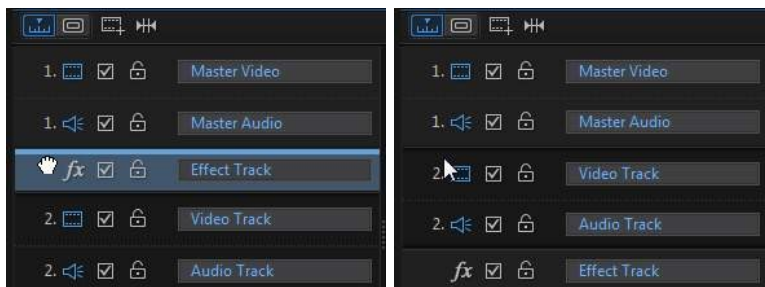 1. Master Video
1. Master Audio
fx Effect Track
2. Video Track
2. Audio Track
1. Master Video
1. Master Audio
2. Video Track
2. Audio Track
fx Effect Track